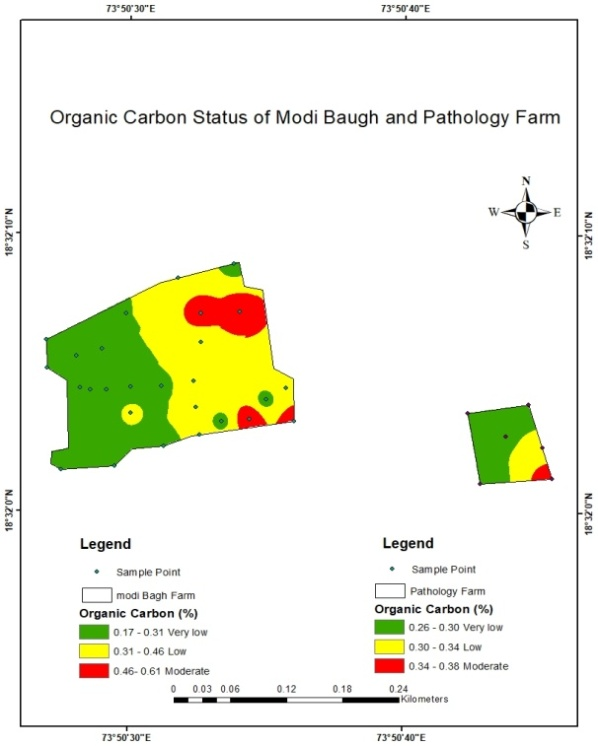 73°50'30"E 73°50'40"E
Organic Carbon Status of Modi Baugh and Pathology Farm
N
W E
S
18°32'10"N 18°32'10"N
18°32'0"N 18°32'0"N
Legend
Sample Point
modi Bagh Farm
Organic Carbon (%)
0.17 - 0.31 Very low
0.31 - 0.46 Low
0.46- 0.61 Moderate
Legend
Sample Point
Pathology Farm
Organic Carbon (%)
0.26 - 0.30 Very low
0.30 - 0.34 Low
0.34 - 0.38 Moderate
0 0.03 0.06 0.12 0.18 0.24
Kilometers
73°50'30"E 73°50'40"E